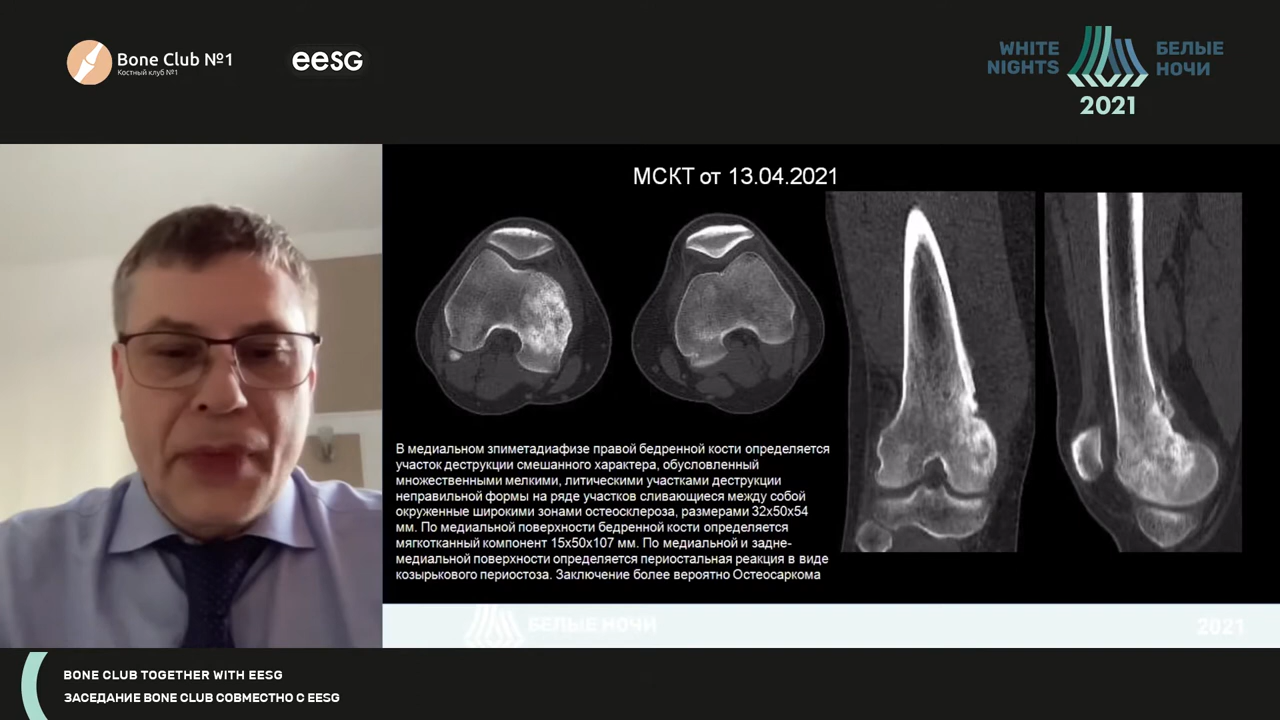 Bone Club №1
Костный клуб №1
eesg
WHITE
NIGHTS
БЕЛЫЕ
НОЧИ
2021
МСКТ от 13.04.2021
В медиальном эпиметадиафизе правой бедренной кости определяется
участок деструкции смешанного характера, обусловленный
множественными мелкими, литическими участками деструкции
неправильной формы на ряде участков сливающиеся между собой
окруженные широкими зонами остеосклероза, размерами 32х50х54
мм. По медиальной поверхности бедренной кости определяется
мягкотканный компонент 15х50х107 мм. По медиальной и задне-
медиальной поверхности определяется периостальная реакция в виде
козырькового периостоза. Заключение более вероятно Остеосаркома
БЕЛЫЕ НОЧИ
2021
BONE CLUB TOGETHER WITH EESG
ЗАСЕДАНИЕ BONE CLUB СОВМЕСТНО С EESG